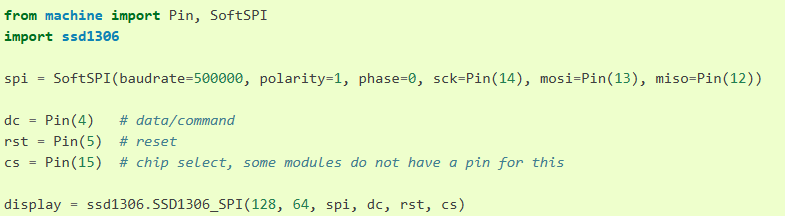 from machine import Pin, SoftSPI
import ssd1306
spi = SoftSPI(baudrate=500000, polarity=1, phase=0, sck=Pin(14), mosi=Pin(13), miso=Pin(12))
dc = Pin(4)   # data/command
rst = Pin(5)  # reset
cs = Pin(15)  # chip select, some modules do not have a pin for this
display = ssd1306.SSD1306_SPI(128, 64, spi, dc, rst, cs)